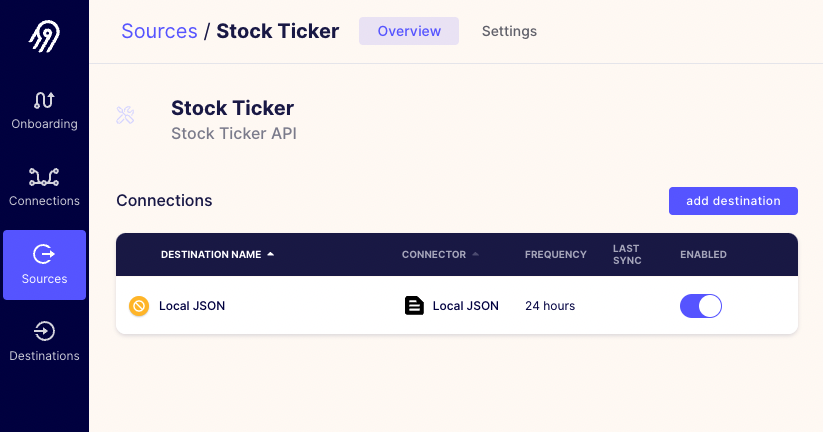 Sources / Stock Ticker Overview Settings
Onboarding
Connections
Sources
Destinations
Stock Ticker
Stock Ticker API
Connections add destination
DESTINATION NAME CONNECTOR FREQUENCY LAST SYNC ENABLED
Local JSON Local JSON 24 hours